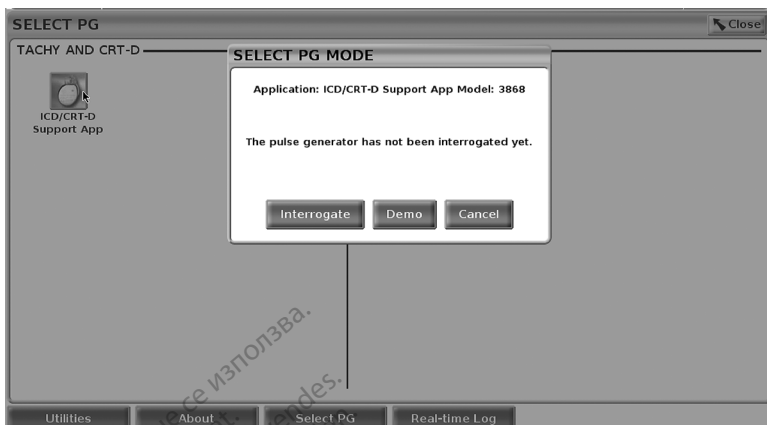 SELECT PG
Close
TACHY AND CRT-D
ICD/CRT-D
Support App
SELECT PG MODE
Application: ICD/CRT-D Support App Model: 3868
The pulse generator has not been interrogated yet.
Interrogate
Demo
Cancel
се използва.
Utilities
About
Select PG
Real-time Log